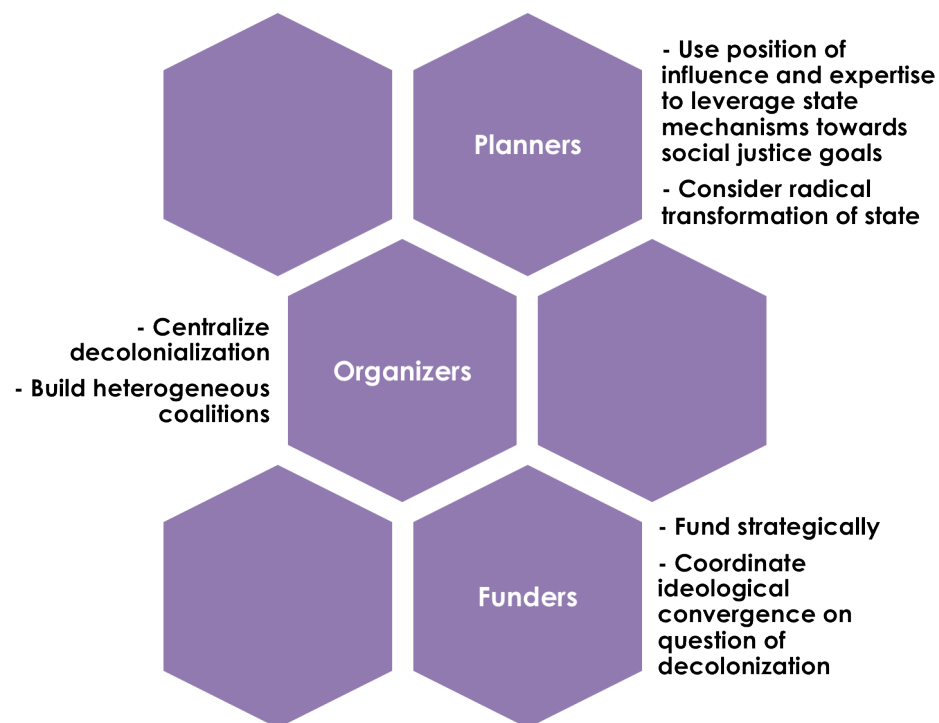 Planners
- Use position of
influence and expertise
to leverage state
mechanisms towards
social justice goals
- Consider radical
transformation of state
- Centralize
decolonialization
- Build heterogeneous
coalitions
Organizers
Funders
- Fund strategically
- Coordinate
ideological
convergence on
question of
decolonization